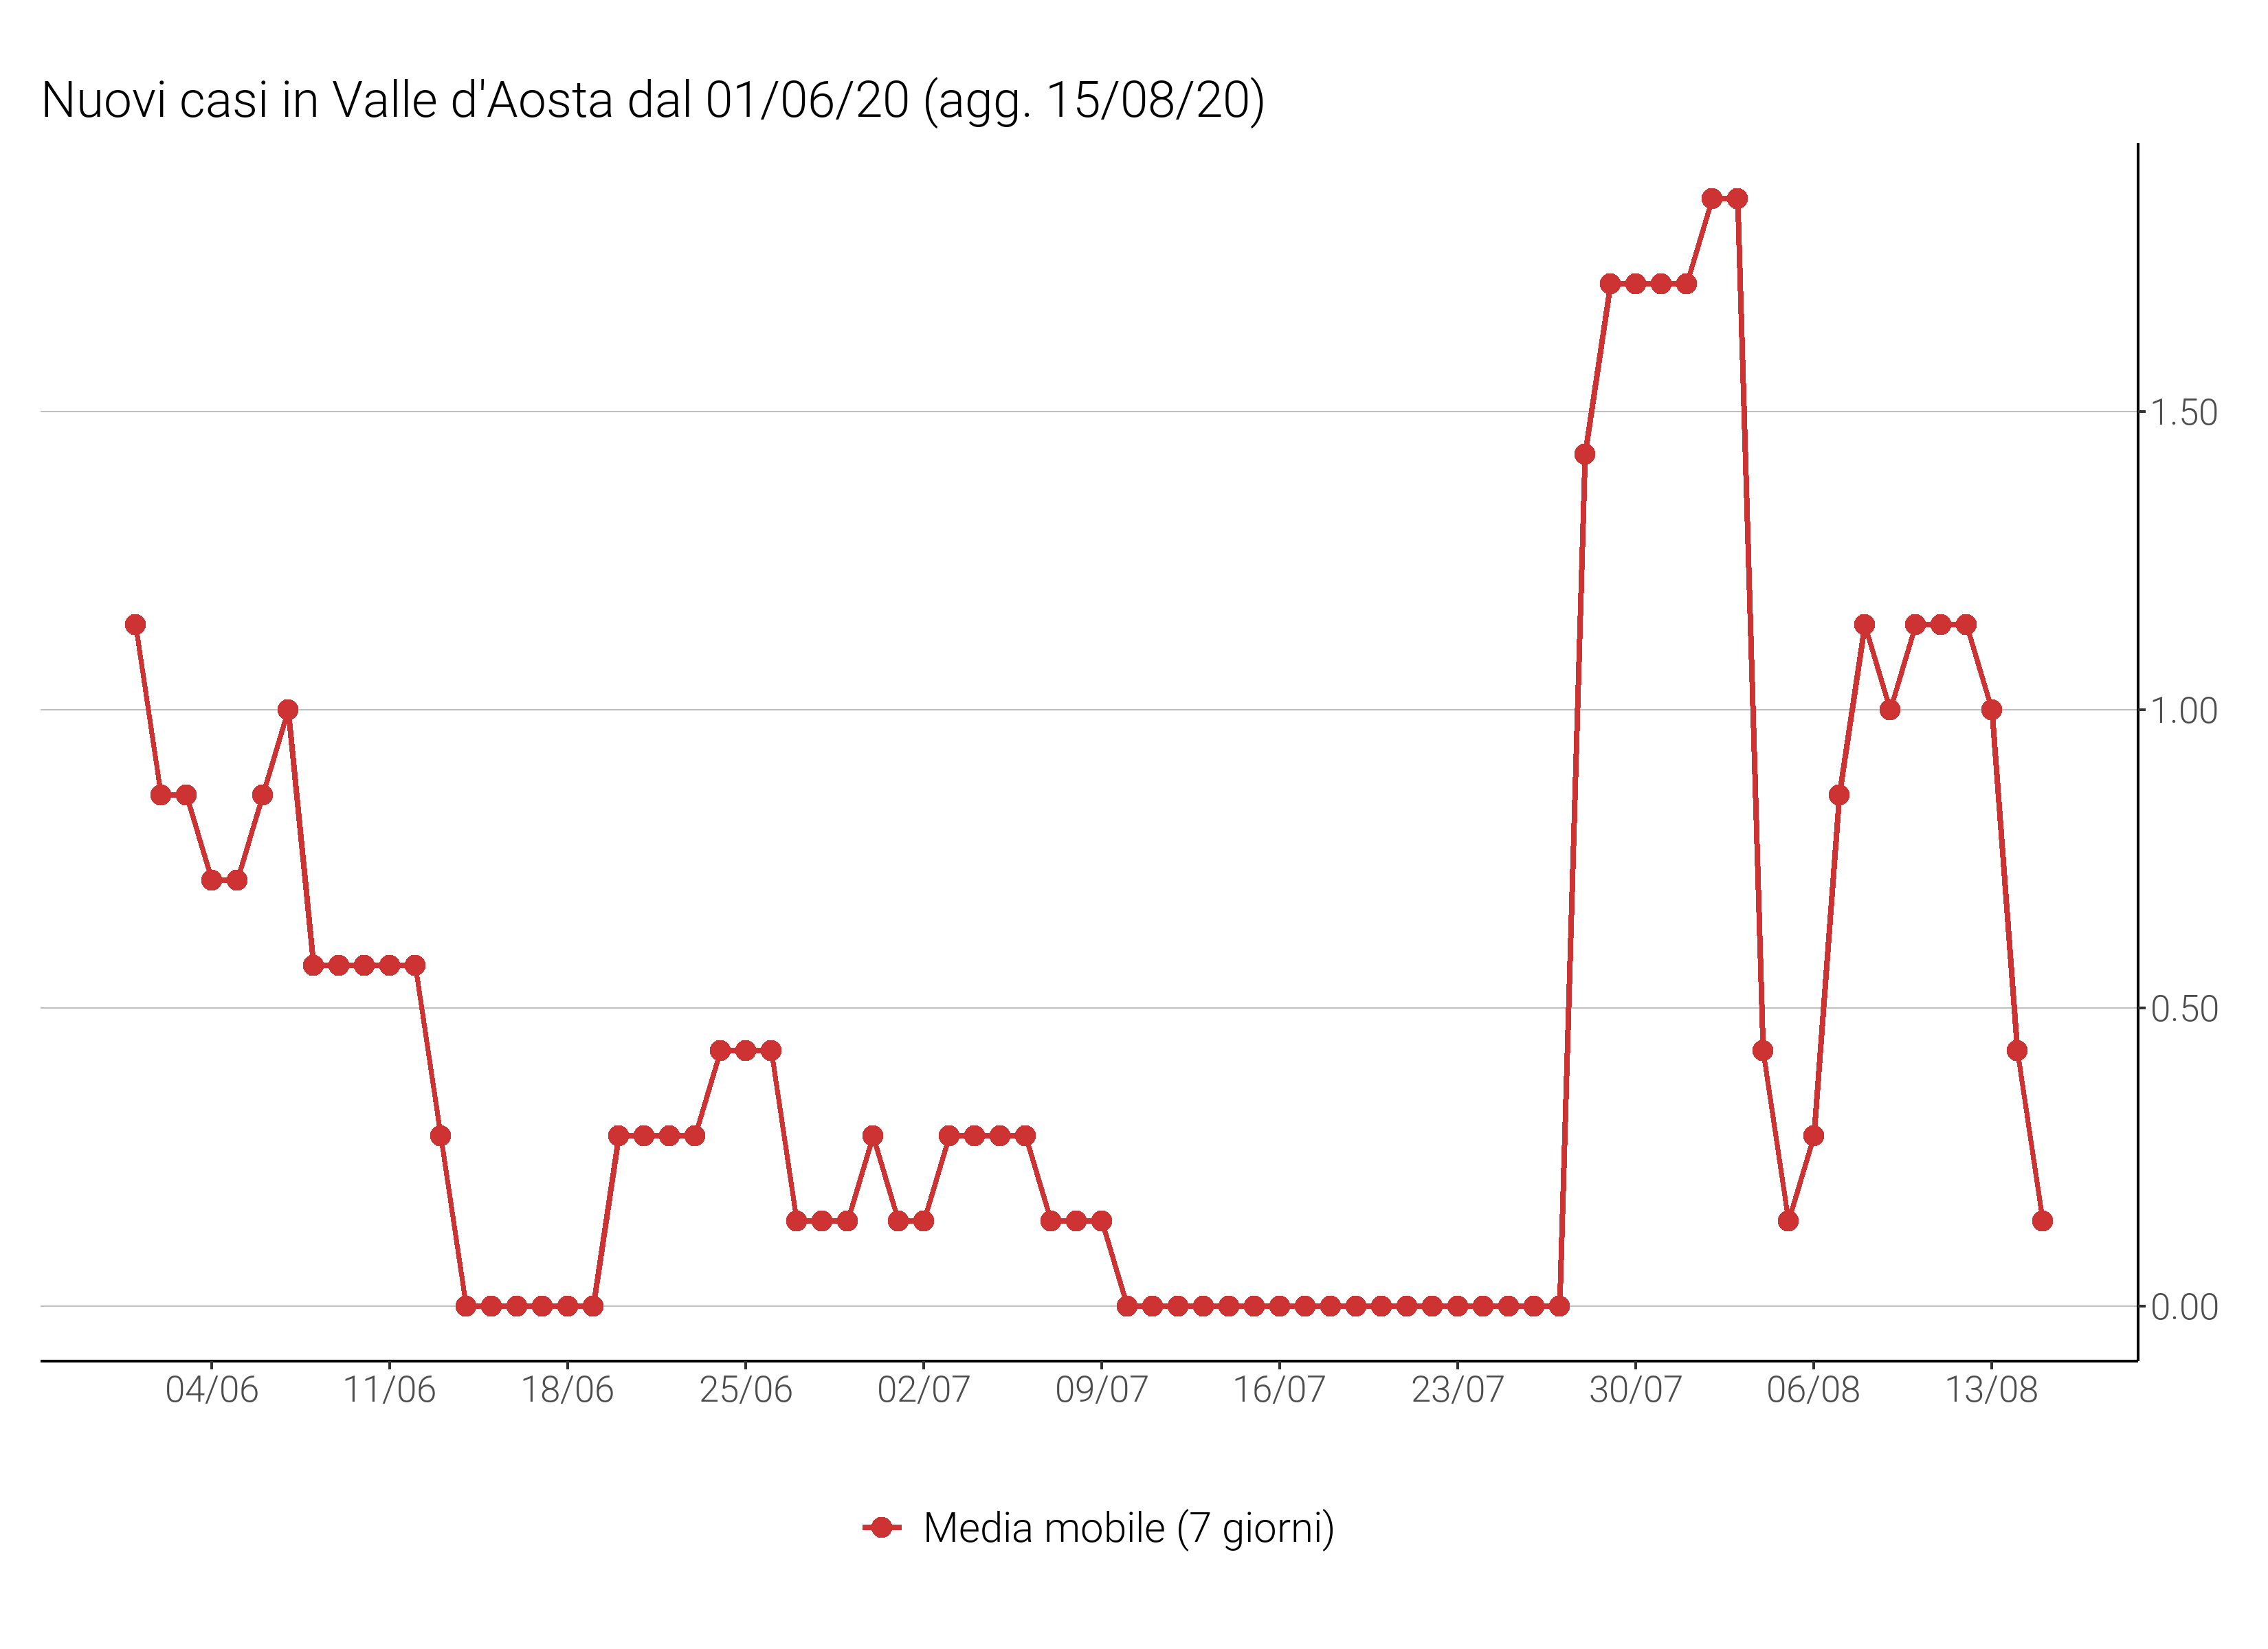 Nuovi casi in Valle d'Aosta dal 01/06/20 (agg. 15/08/20)
1.50
1.00
0.50
0.00
04/06 11/06 18/06 25/06 02/07 09/07 16/07 23/07 30/07 06/08 13/08
Media mobile (7 giorni)